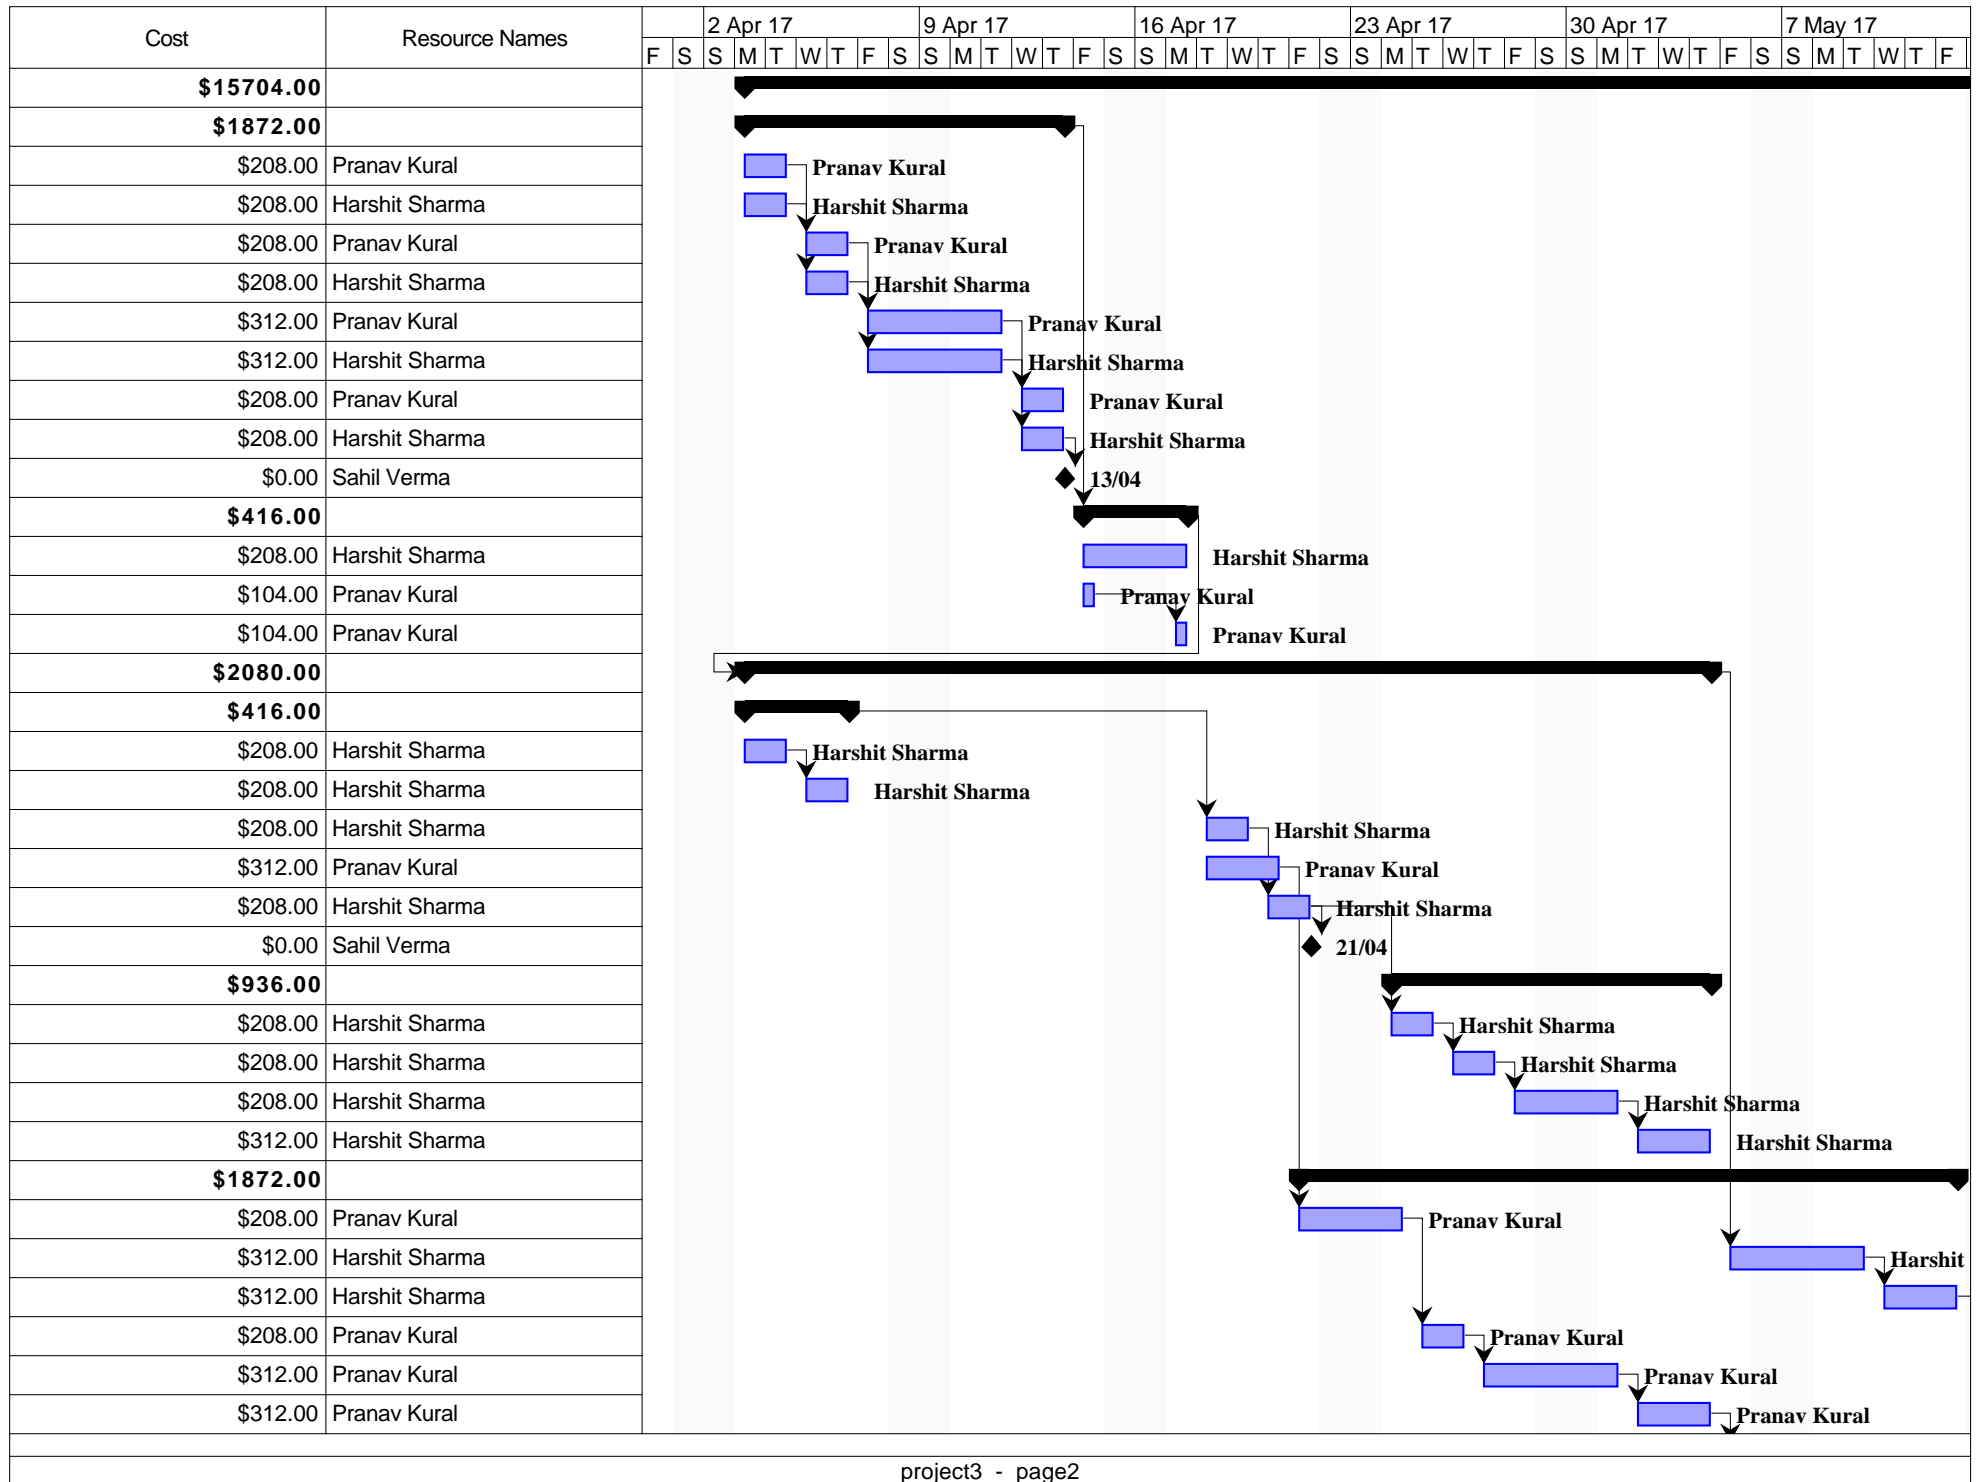 Cost Resource Names 2 Apr 17 9 Apr 17 16 Apr 17 23 Apr 17 30 Apr 17 7 May 17
F S S M T W T F S S M T W T F S S M T W T F S S M T W T F S S M T W T F S S M T W T F
$15704.00
$1872.00
$208.00 Pranav Kural Pranav Kural
$208.00 Harshit Sharma Harshit Sharma
$208.00 Pranav Kural Pranav Kural
$208.00 Harshit Sharma Harshit Sharma
$312.00 Pranav Kural Pranav Kural
$312.00 Harshit Sharma Harshit Sharma
$208.00 Pranav Kural Pranav Kural
$208.00 Harshit Sharma Harshit Sharma
$0.00 Sahil Verma 13/04
$416.00
$208.00 Harshit Sharma Harshit Sharma
$104.00 Pranav Kural Pranav Kural
$104.00 Pranav Kural Pranav Kural
$2080.00
$416.00
$208.00 Harshit Sharma Harshit Sharma
$208.00 Harshit Sharma Harshit Sharma
$208.00 Harshit Sharma Harshit Sharma
$312.00 Pranav Kural Pranav Kural
$208.00 Harshit Sharma Harshit Sharma
$0.00 Sahil Verma 21/04
$936.00
$208.00 Harshit Sharma Harshit Sharma
$208.00 Harshit Sharma Harshit Sharma
$208.00 Harshit Sharma Harshit Sharma
$312.00 Harshit Sharma Harshit Sharma
$1872.00
$208.00 Pranav Kural Pranav Kural
$312.00 Harshit Sharma Harshit
$312.00 Harshit Sharma
$208.00 Pranav Kural Pranav Kural
$312.00 Pranav Kural Pranav Kural
$312.00 Pranav Kural Pranav Kural
project3 - page2